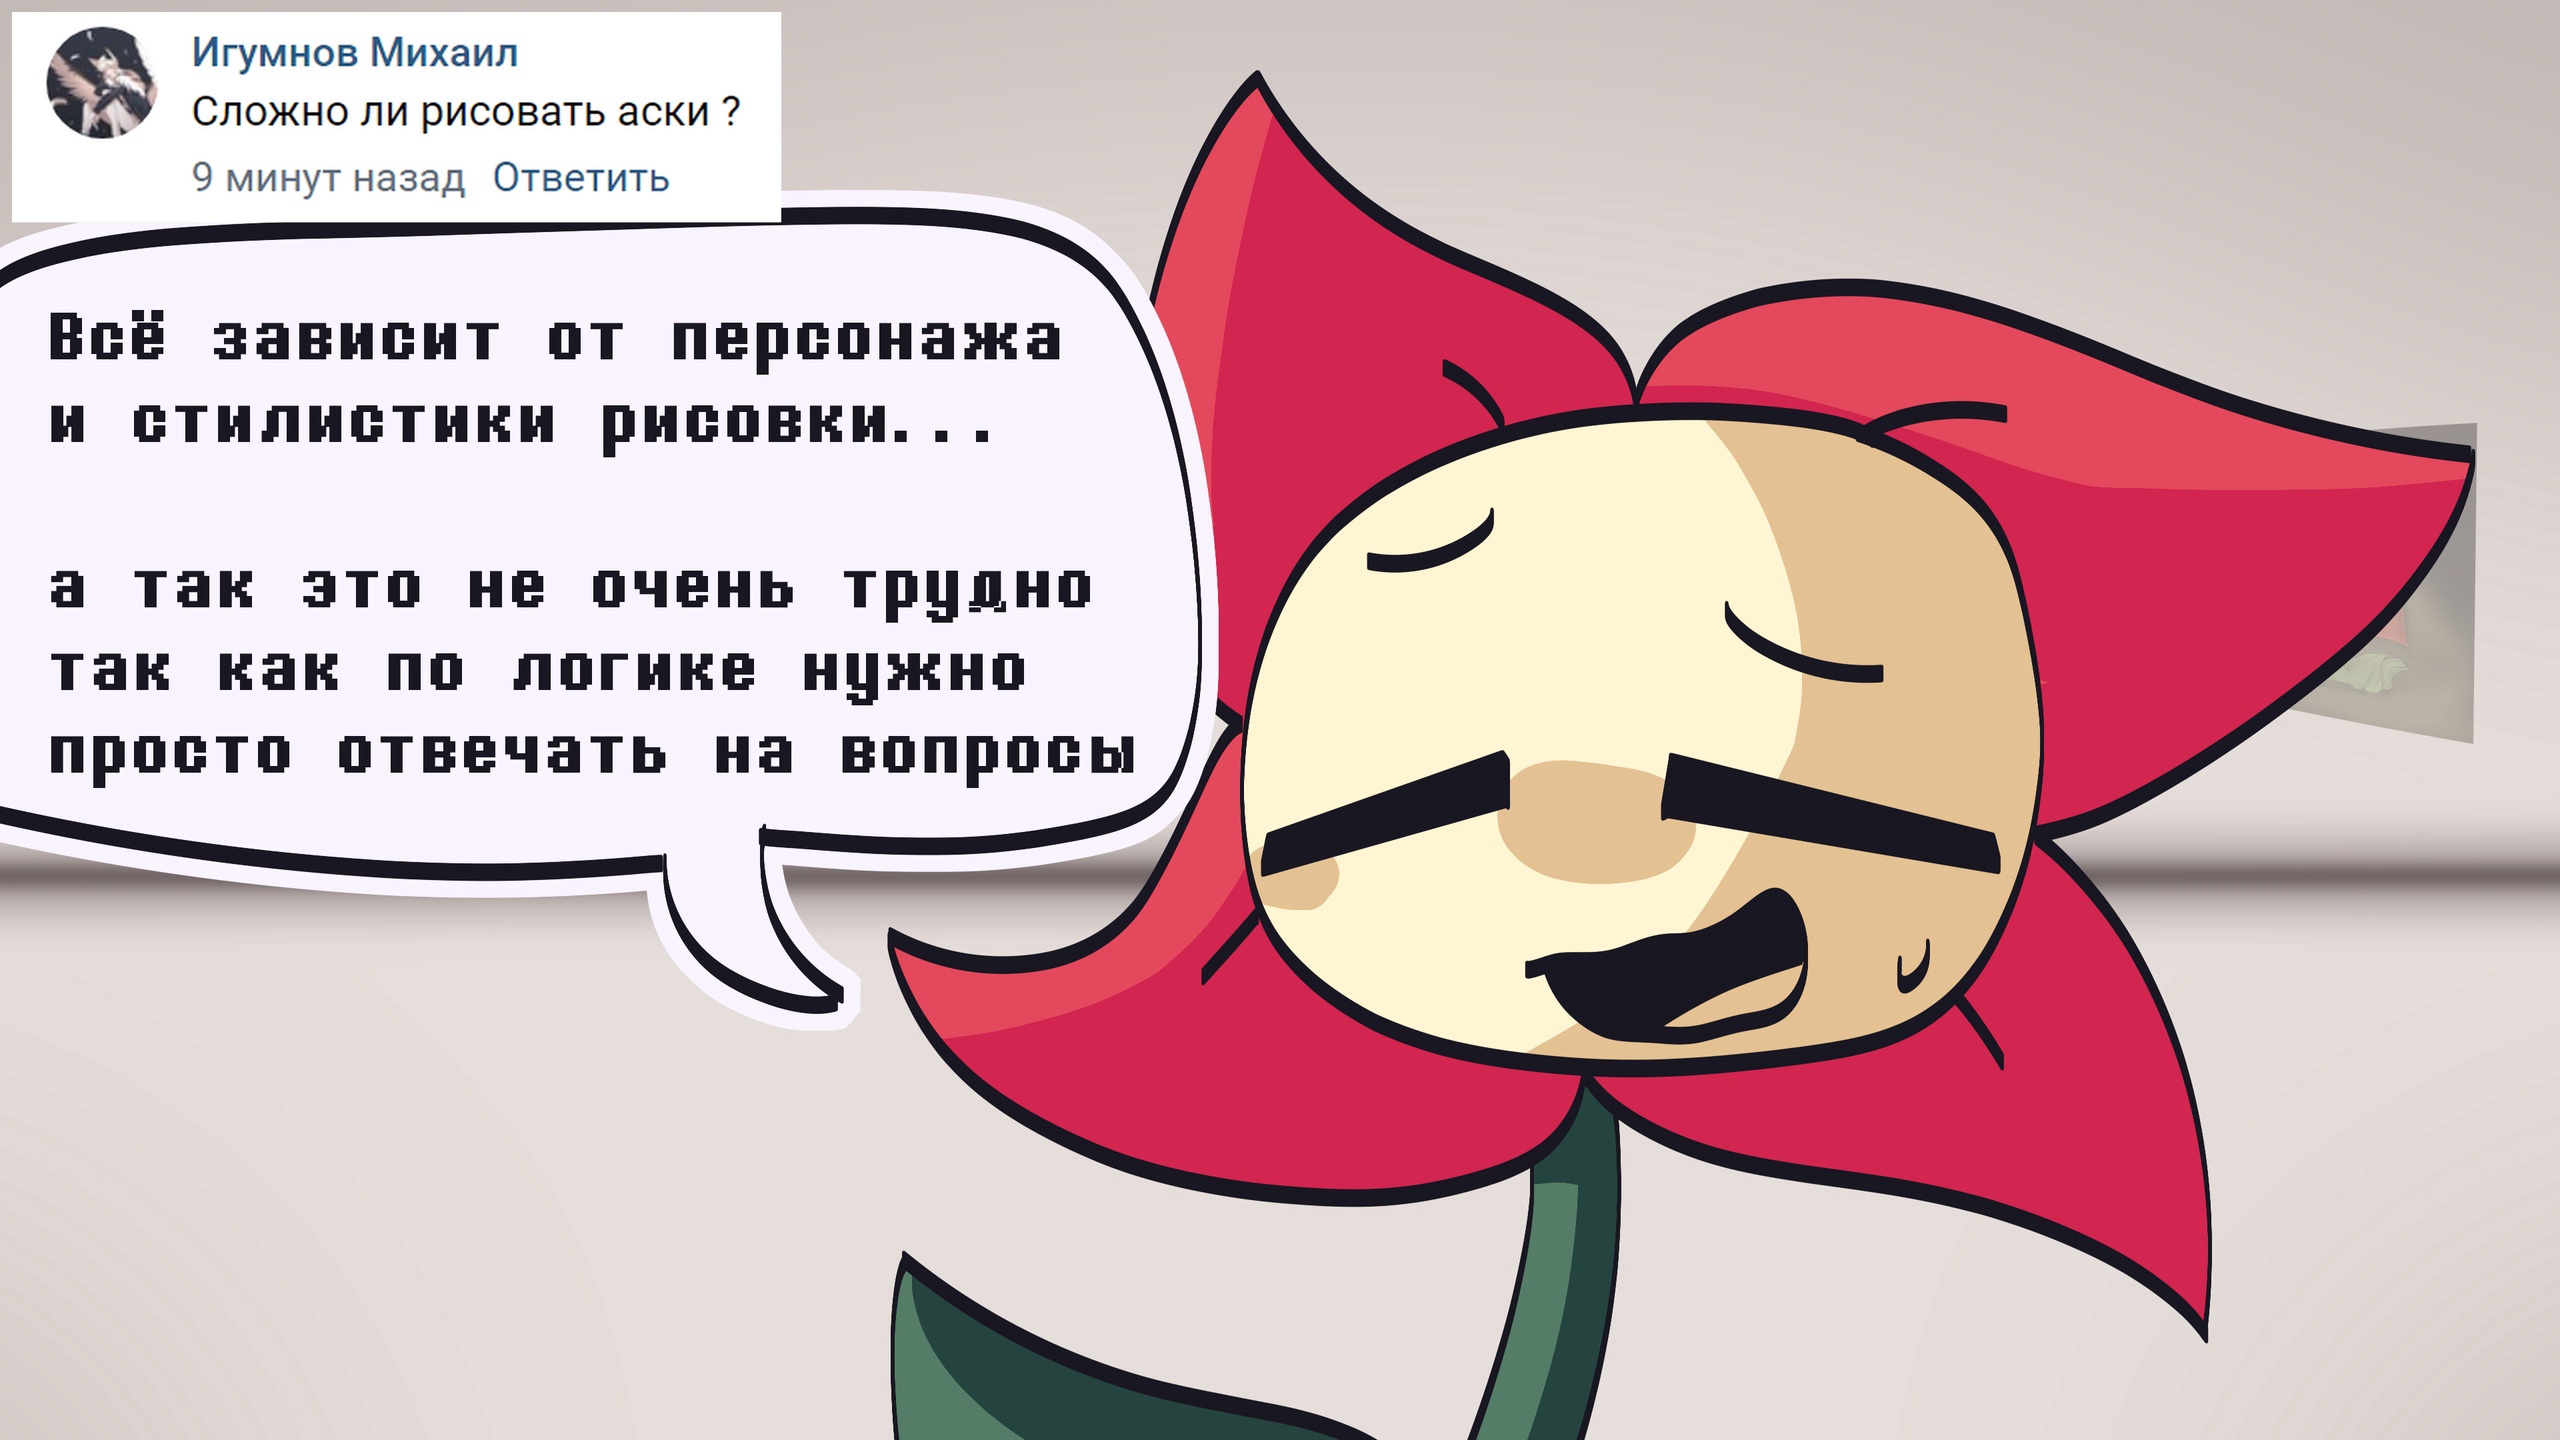 Игумнов Михаил
Сложно ли рисовать аски ?
9 минут назад Ответить
Всё зависит от персонажа
и стилистики рисовки...
а так это не очень трудно
так как по логике нужно
просто отвечать на вопросы